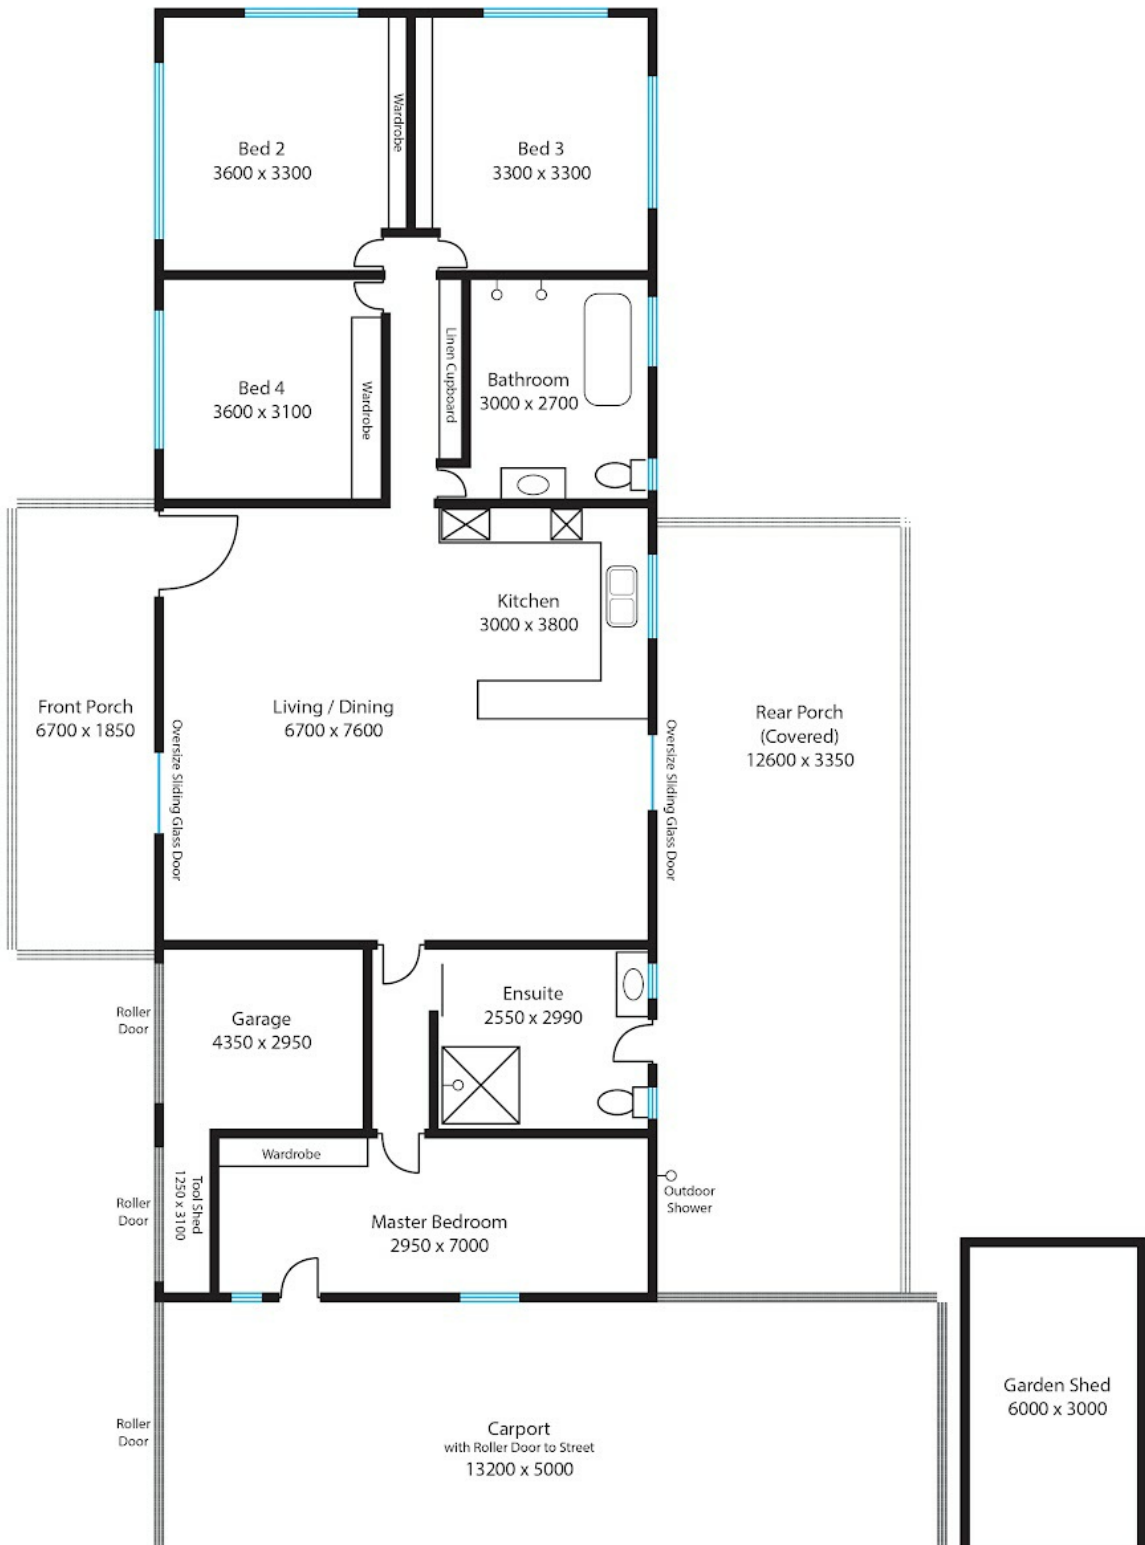 Bed 2
3600 x 3300
Wardrobe
Bed 3
3300 x 3300
Bed 4
3600 x 3100
Wardrobe
Linen Cupboard
Bathroom
3000 x 2700
Kitchen
3000 x 3800
Front Porch
6700 x 1850
Oversize Sliding Glass Door
Living / Dining
6700 x 7600
Oversize Sliding Glass Door
Rear Porch
(Covered)
12600 x 3350
Roller
Door
Garage
4350 x 2950
Ensuite
2550 x 2990
Roller
Door
Tool Shed
1250 x 3100
Wardrobe
Master Bedroom
2950 x 7000
Outdoor
Shower
Roller
Door
Carport
with Roller Door to Street
13200 x 5000
Garden Shed
6000 x 3000